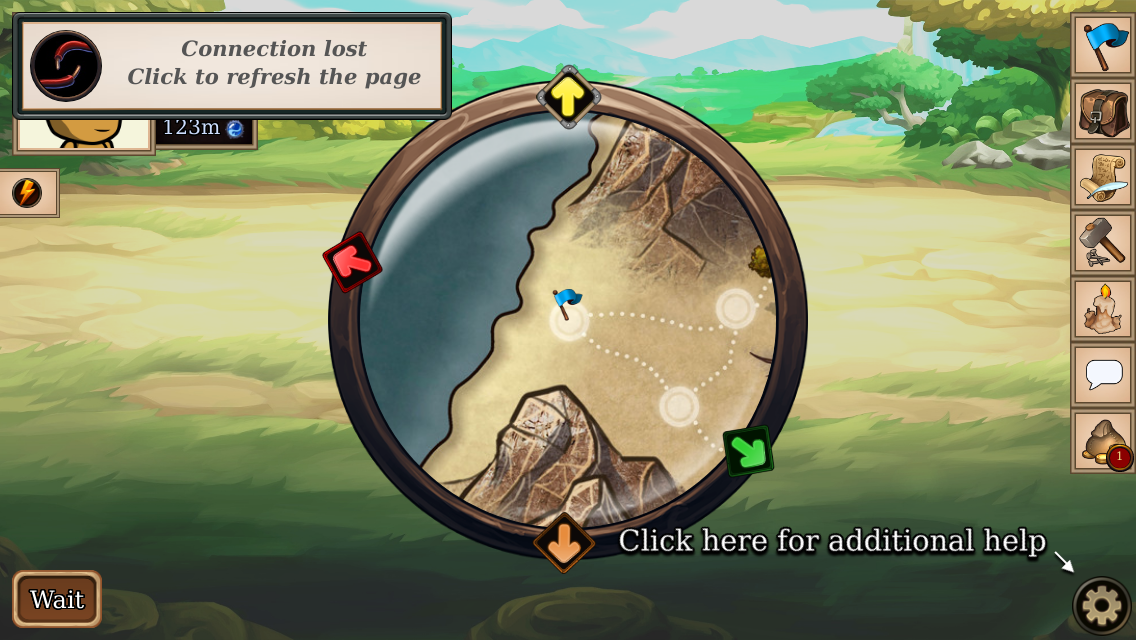 Connection lost
Click to refresh the page
123m
1
Click here for additional help
Wait